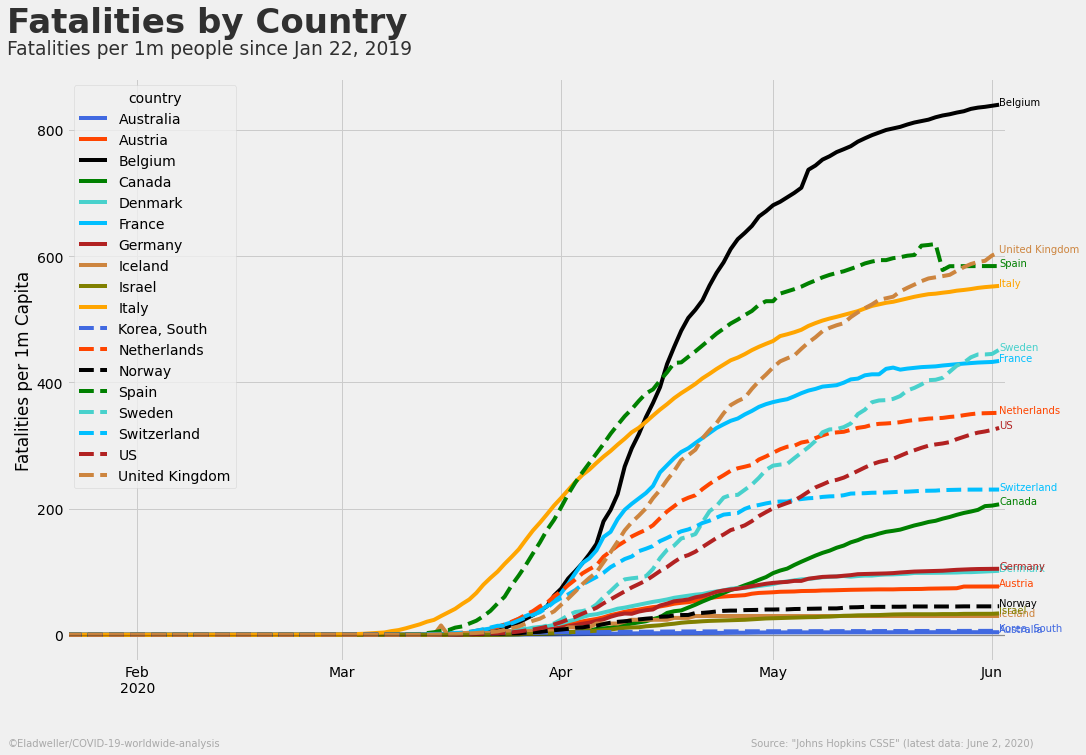 Fatalities by Country
Fatalities per 1m people since Jan 22, 2019
country
Australia
Austria
Belgium
Canada
Denmark
France
Germany
Iceland
Israel
Italy
Korea, South
Netherlands
Norway
Spain
Sweden
Switzerland
US
United Kingdom
Fatalities per 1m Capita
800
600
400
200
0
Belgium
United Kingdom
Spain
Italy
Sweden
France
Netherlands
US
Switzerland
Canada
Germany
Denmark
Austria
Norway
Israel
Iceland
Korea, South
Australia
Feb
2020
Mar
Apr
May
Jun
©Eladweller/COVID-19-worldwide-analysis
Source: "Johns Hopkins CSSE" (latest data: June 2, 2020)